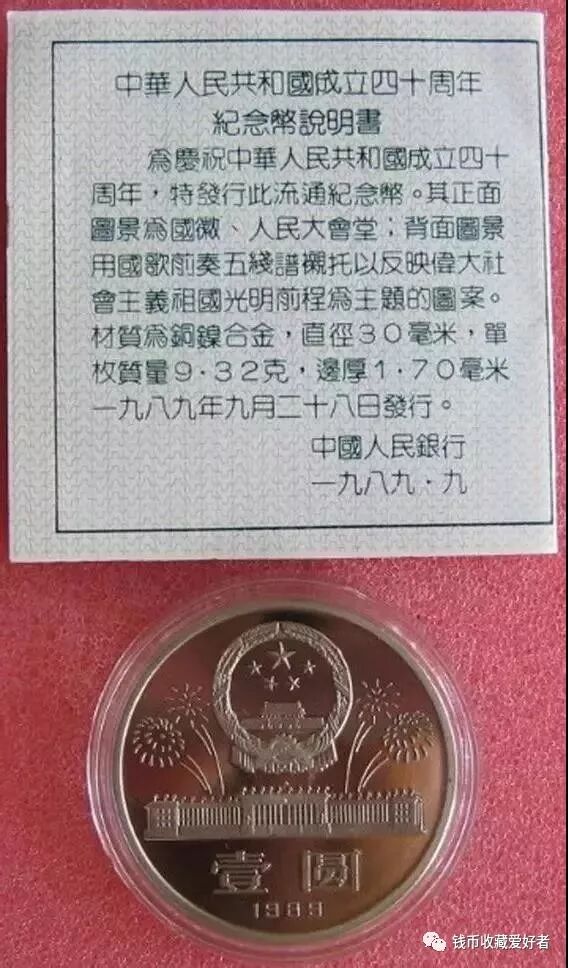 中華人民共和國成立四十周年
紀念幣說明書
為慶祝中華人民共和國成立四十
周年，特發行此流通紀念幣。其正面
圖景為國徽、人民大會堂；背面圖景
用國歌前奏五綫譜襯托以反映偉大社
會主義祖國光明前程為主題的圖案。
材質為銅鎳合金，直徑30毫米，單
枚質量9.32克，邊厚1.70毫米
一九八九年九月二十八日發行。
中國人民銀行
一九八九.九
壹圓
1989
钱币收藏爱好者